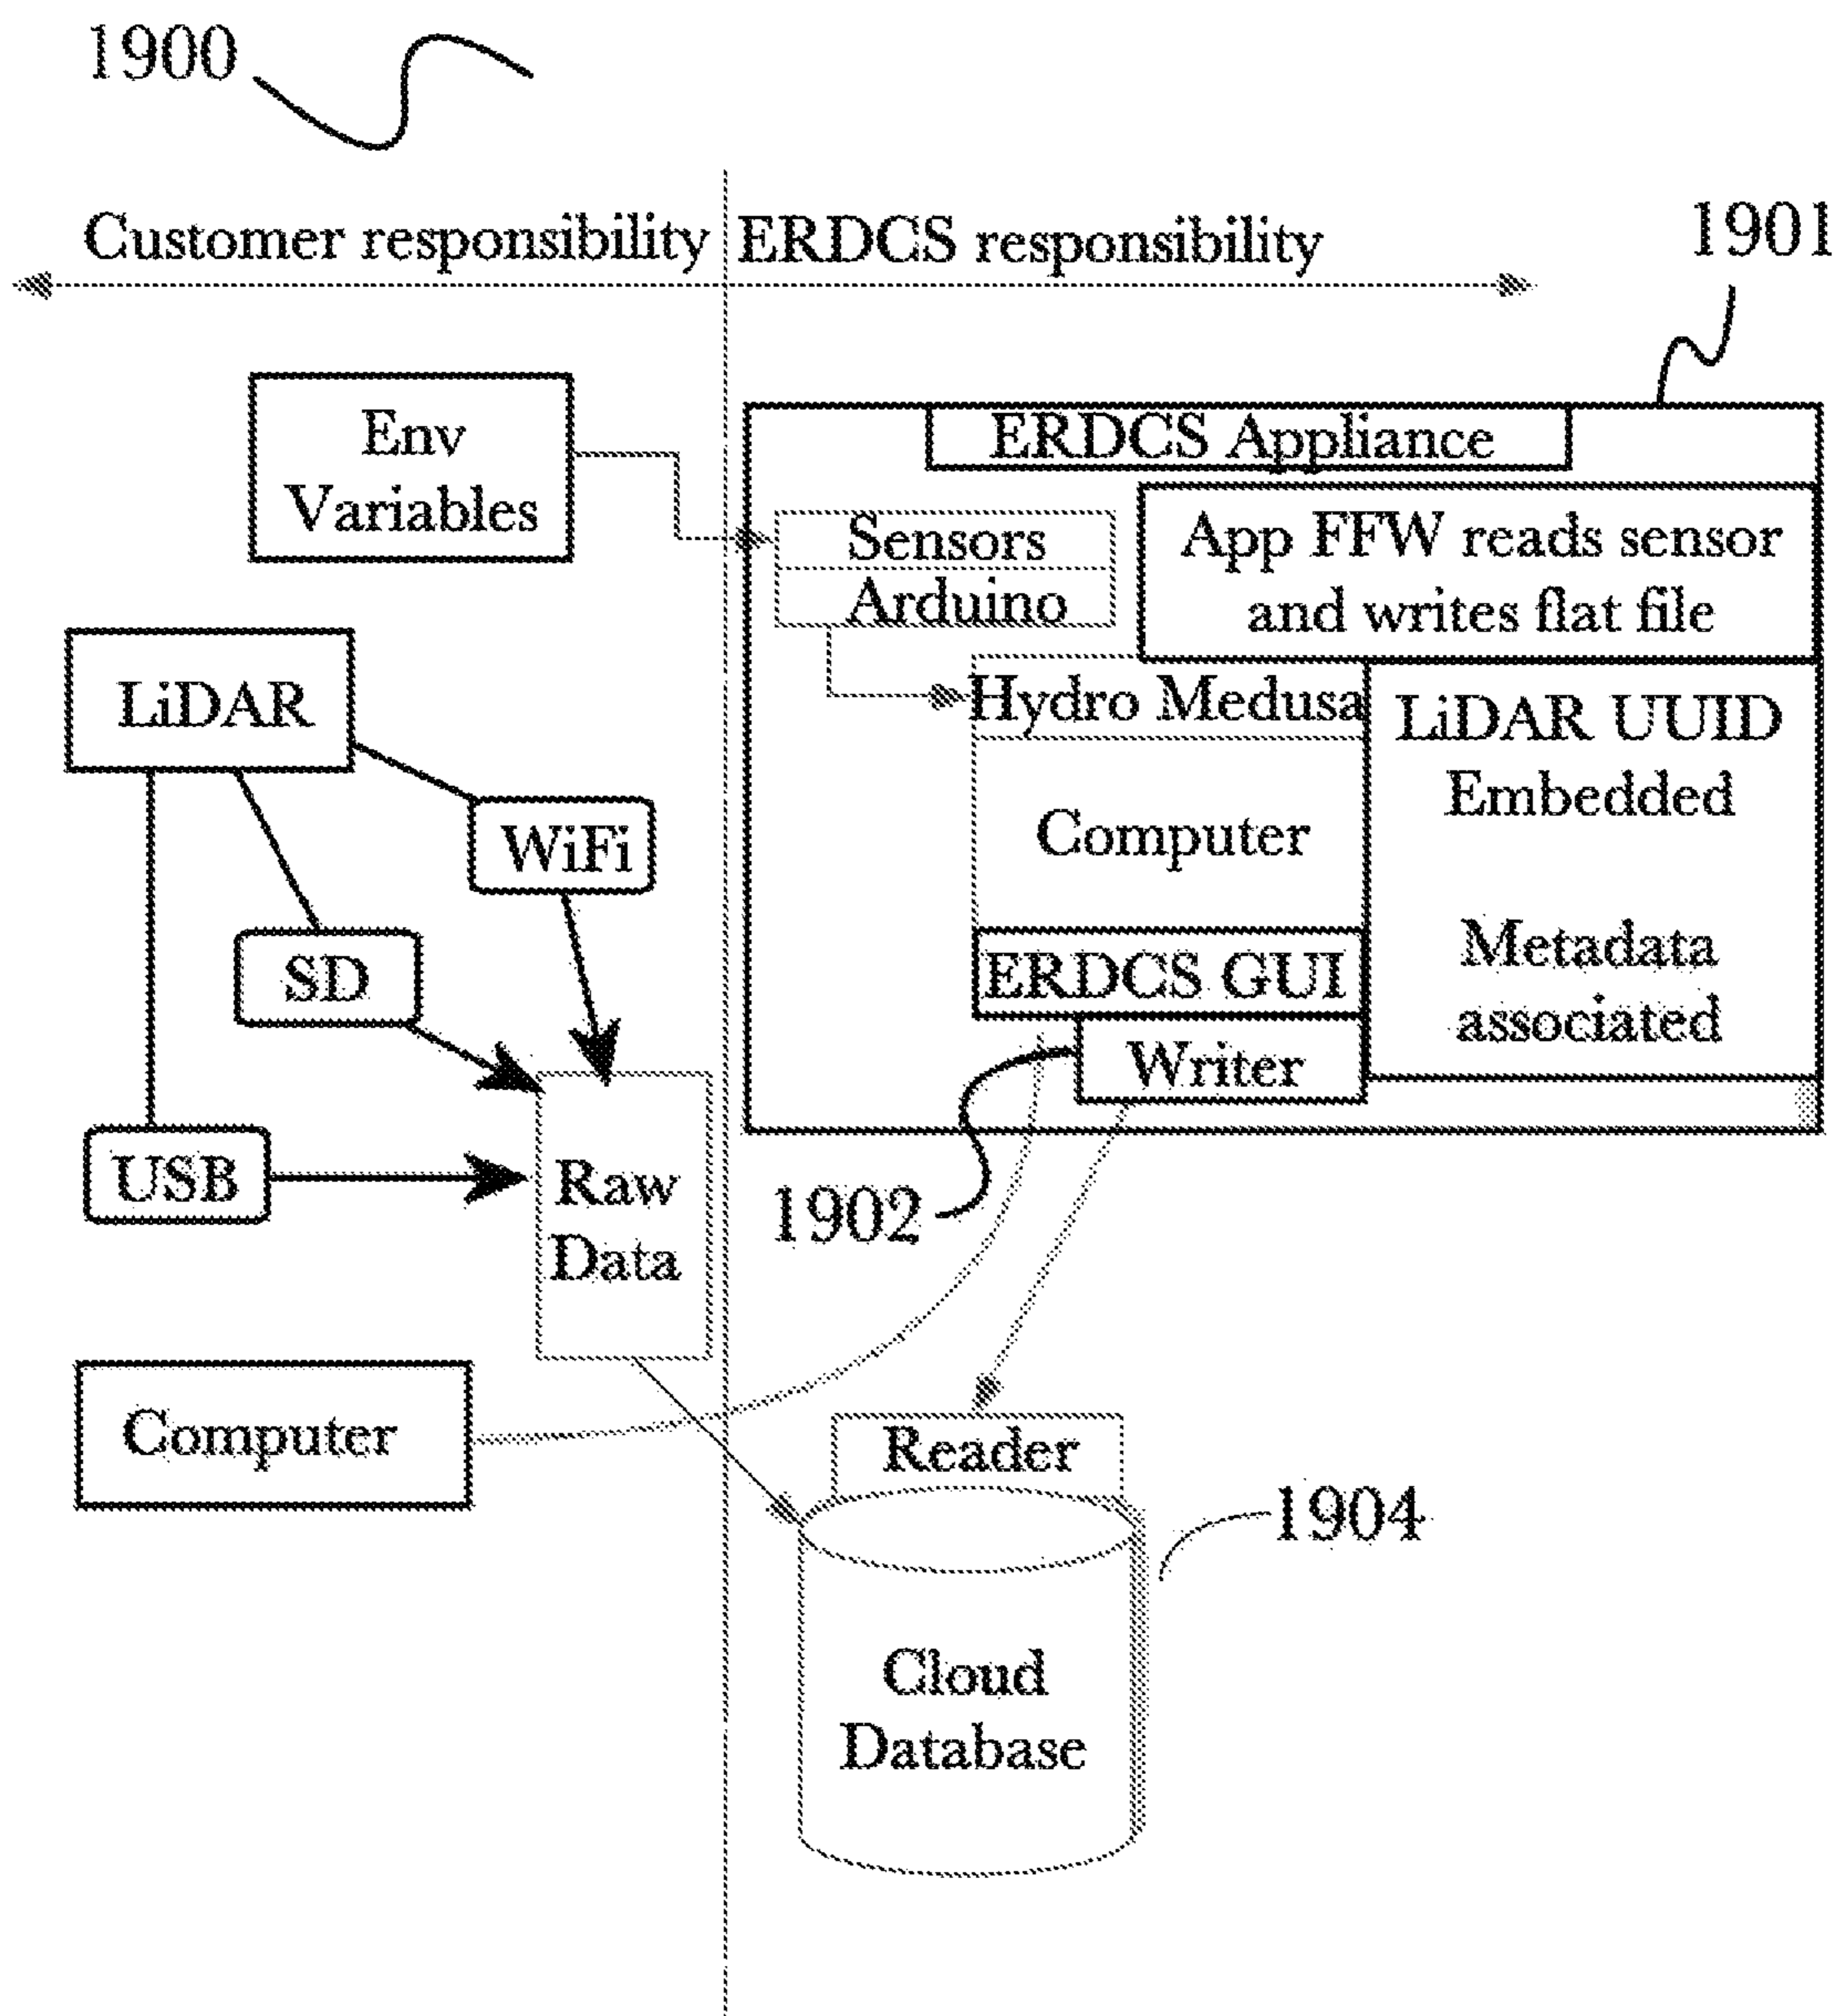 1900
Customer responsibility
ERDCS responsibility
1901
Env
Variables
ERDCS Appliance
Sensors
Arduino
App FFW reads sensor
and writes flat file
LiDAR
Hydro Medusa
LiDAR UUID
Embedded
WiFi
Computer
SD
Metadata
associated
ERDCS GUI
Writer
USB
Raw
Data
1902
Computer
Reader
1904
Cloud
Database